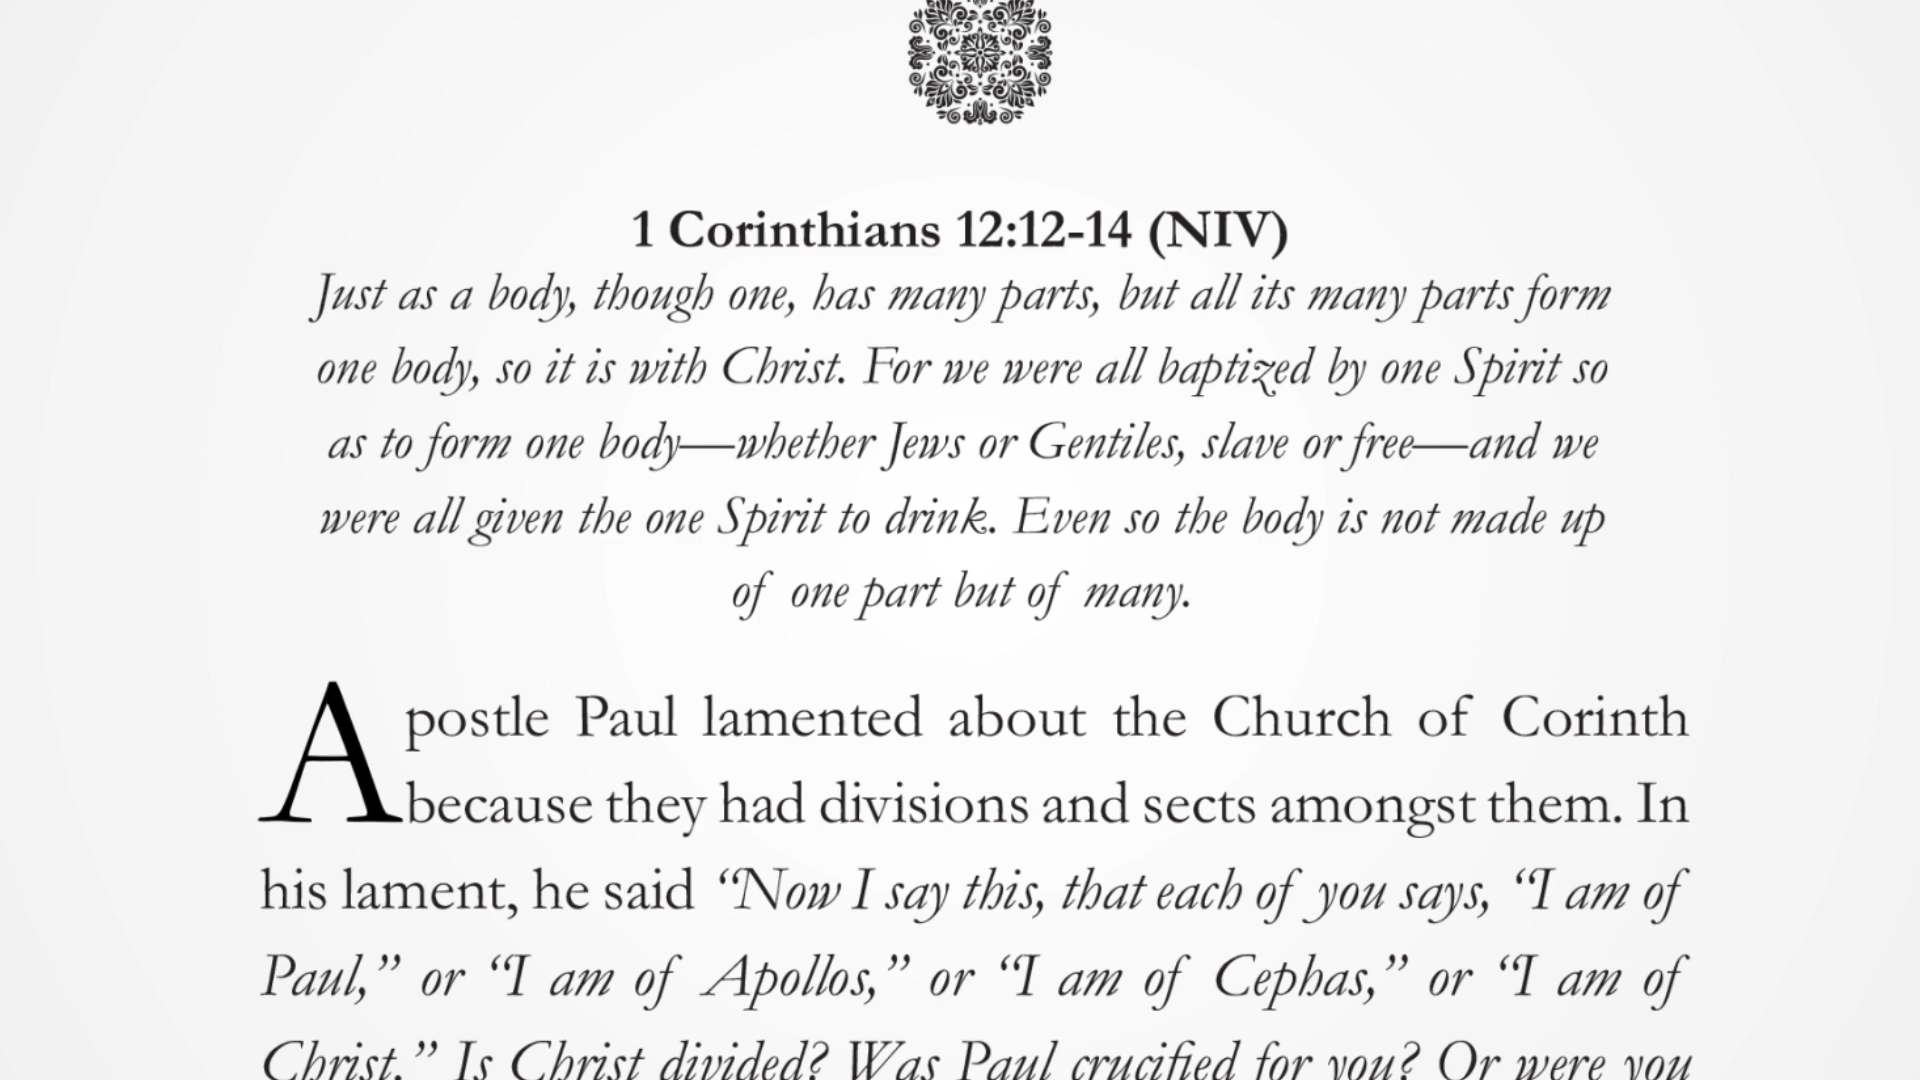 1 Corinthians 12:12-14 (NIV)
Just as a body, though one, has many parts, but all its many parts form
one body, so it is with Christ. For we were all baptized by one Spirit so
as to form one body—whether Jews or Gentiles, slave or free—and we
were all given the one Spirit to drink. Even so the body is not made up
of one part but of many.
Apostle Paul lamented about the Church of Corinth
because they had divisions and sects amongst them. In
his lament, he said “Now I say this, that each of you says, “I am of
Paul,” or “I am of Apollos,” or “I am of Cephas,” or “I am of
Christ.” Is Christ divided? Was Paul crucified for you? Or were you